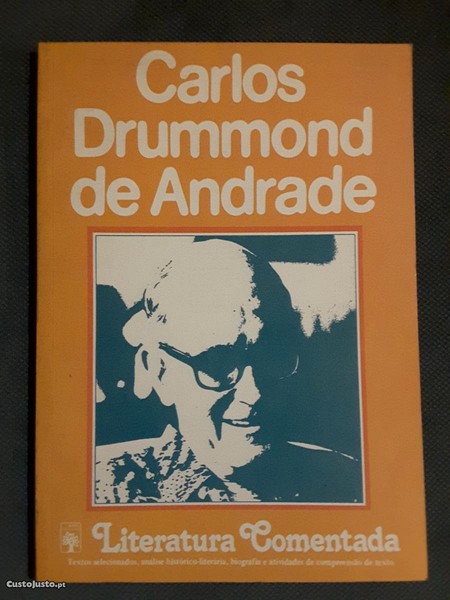 Carlos
Drummond
de Andrade
Literatura Comentada
Textos selecionados, análise histórico-literária, biografia e atividades de compreensão de texto
CustoJusto.pt